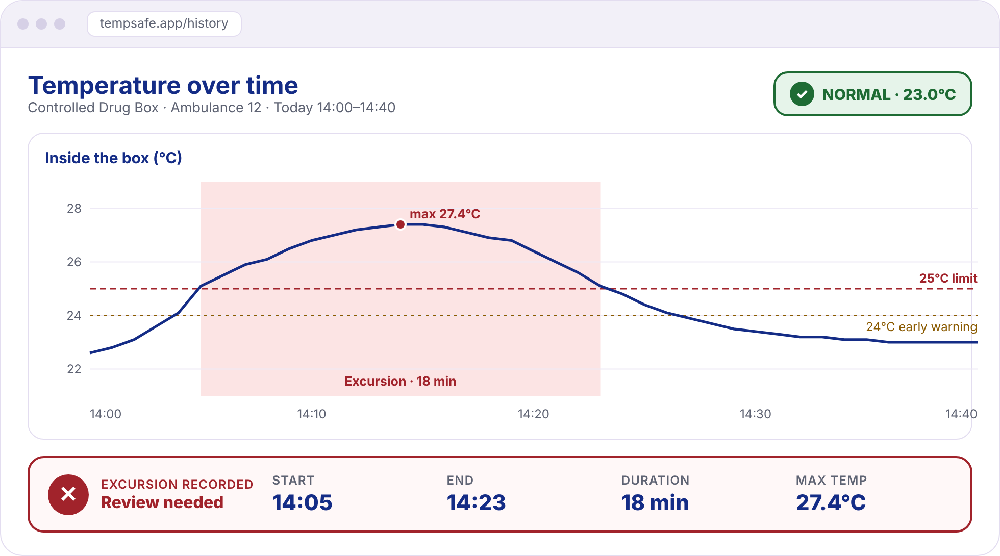 tempsafe.app/history
Temperature over time
Controlled Drug Box · Ambulance 12 · Today 14:00–14:40
NORMAL · 23.0°C
Inside the box (°C)
28
max 27.4°C
26
25°C limit
24
24°C early warning
22
Excursion · 18 min
14:00 14:10 14:20 14:30 14:40
EXCURSION RECORDED
Review needed
START
14:05
END
14:23
DURATION
18 min
MAX TEMP
27.4°C